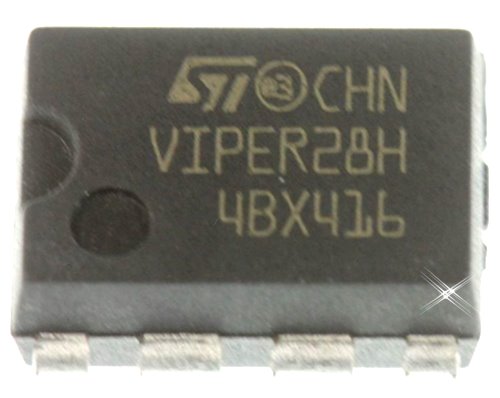 ST e3 CHN
VIPER28H
4BX416